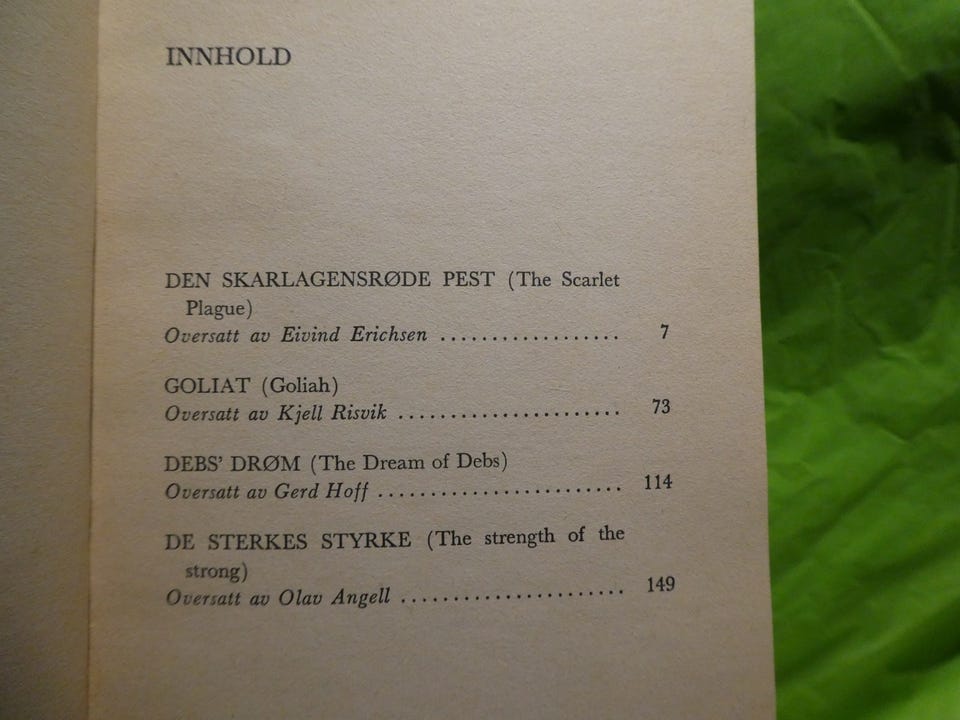 INNHOLD
DEN SKARLAGENSRØDE PEST (The Scarlet
Plague)
Oversatt av Eivind Erichsen .................. 7
GOLIAT (Goliah)
Oversatt av Kjell Risvik ...................... 73
DEBS' DRØM (The Dream of Debs)
Oversatt av Gerd Hoff ........................ 114
DE STERKES STYRKE (The strength of the
strong)
Oversatt av Olav Angell ...................... 149